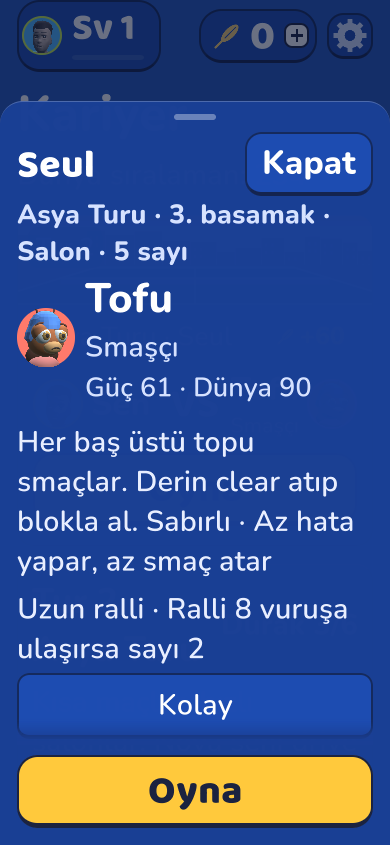 Sv 1
0
Kariyer
Seul
Kapat
Asya Turu · 3. basamak ·
Salon · 5 sayı
Tofu
Smaşçı
Güç 61 · Dünya 90
Her baş üstü topu
smaçlar. Derin clear atıp
blokla al. Sabırlı · Az hata
yapar, az smaç atar
Uzun ralli · Ralli 8 vuruşa
ulaşırsa sayı 2
Kolay
Oyna